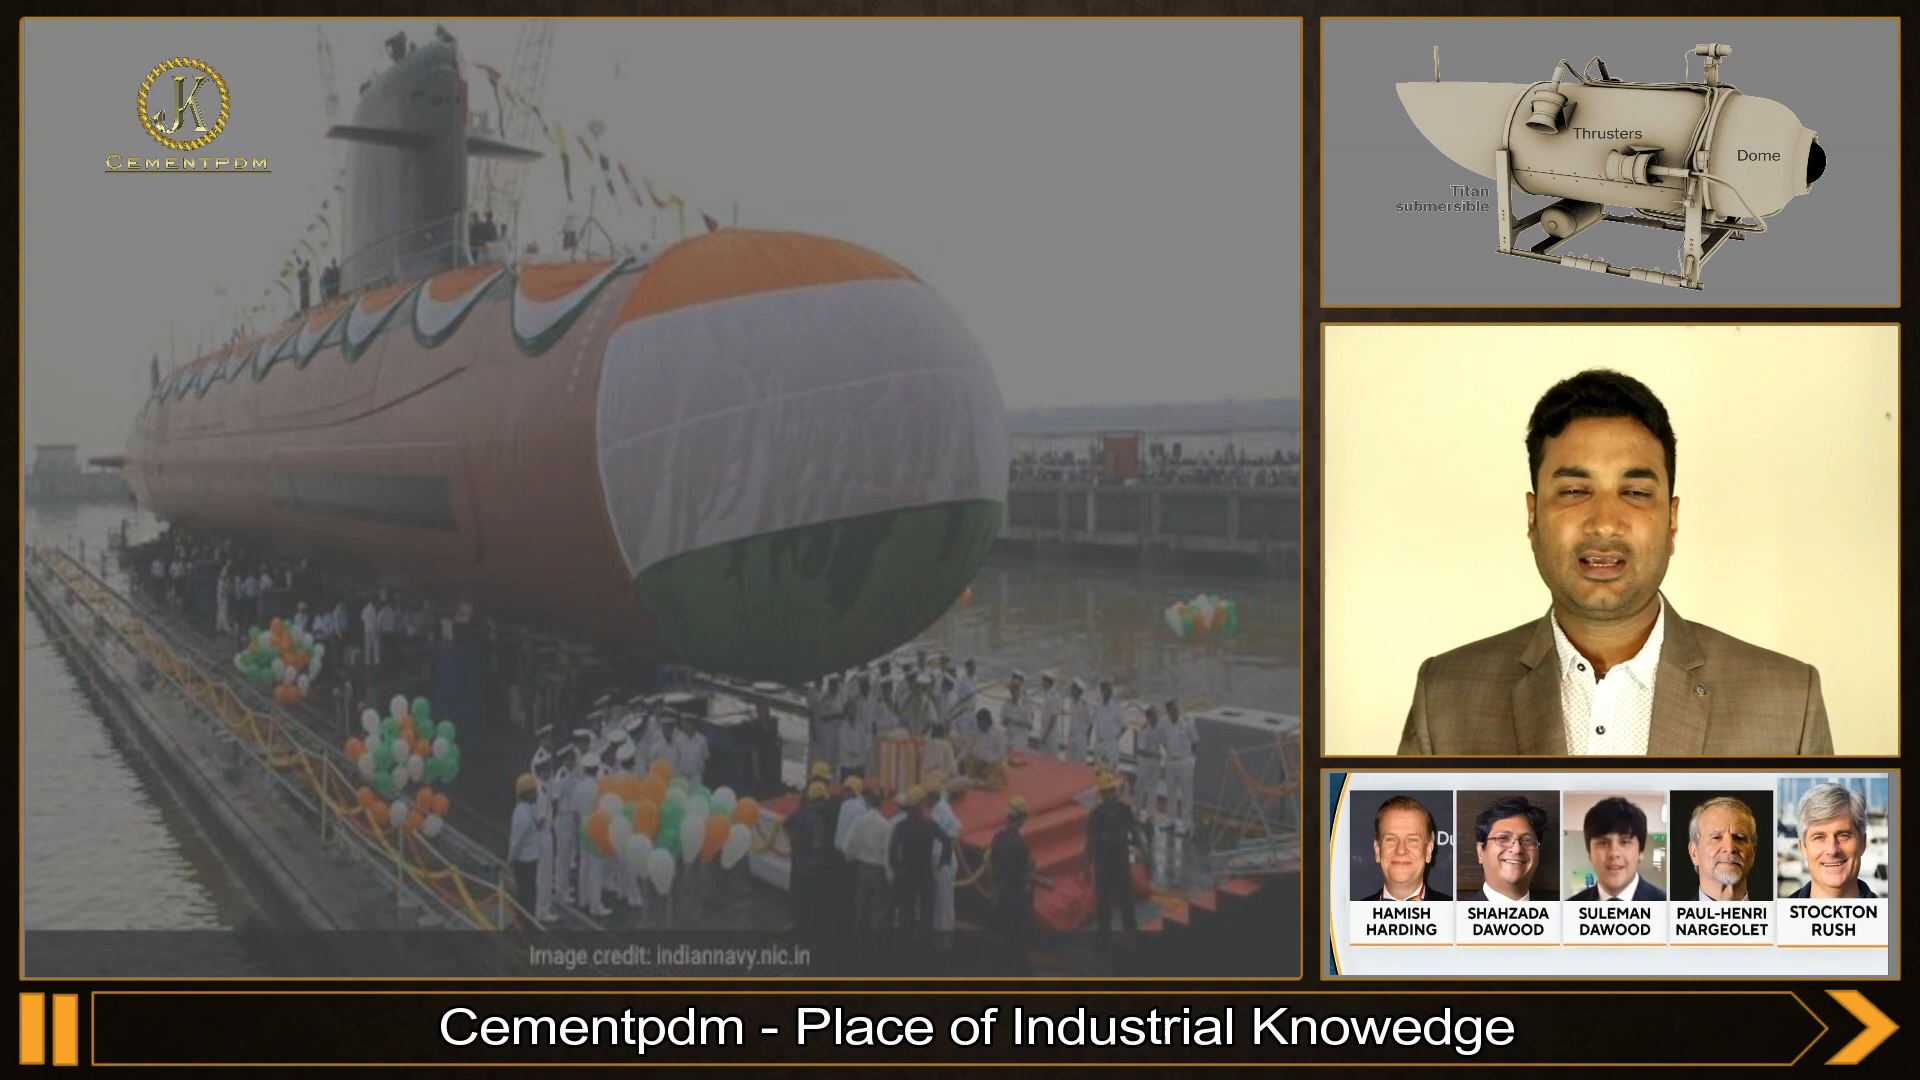 JK
CEMENTPDM
Image credit: indiannavy.nic.in
Thrusters
Dome
Titan
submersible
HAMISH
HARDING
SHAHZADA
DAWOOD
SULEMAN
DAWOOD
PAUL-HENRI
NARGEOLET
STOCKTON
RUSH
Cementpdm - Place of Industrial Knowedge